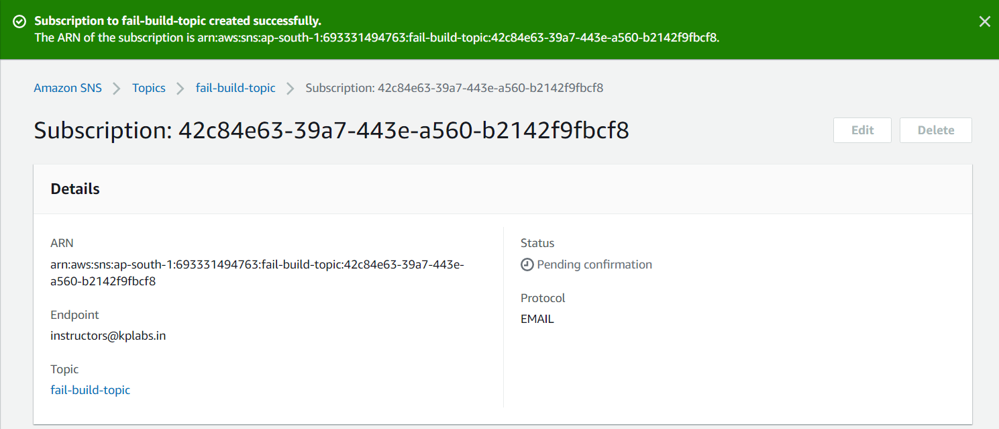 Subscription to fail-build-topic created successfully.
The ARN of the subscription is arn:aws:sns:ap-south-1:693331494763:fail-build-topic:42c84e63-39a7-443e-a560-b2142f9fbcf8.
Amazon SNS > Topics > fail-build-topic > Subscription: 42c84e63-39a7-443e-a560-b2142f9fbcf8
Subscription: 42c84e63-39a7-443e-a560-b2142f9fbcf8
Edit
Delete
Details
ARN
arn:aws:sns:ap-south-1:693331494763:fail-build-topic:42c84e63-39a7-443e-
a560-b2142f9fbcf8
Endpoint
instructors@kplabs.in
Topic
fail-build-topic
Status
Pending confirmation
Protocol
EMAIL